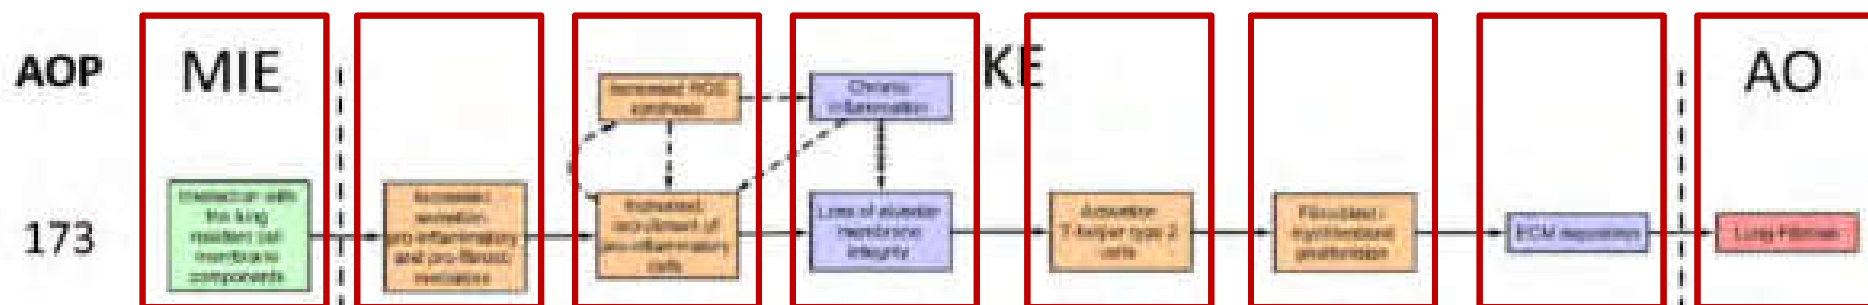 AOP
MIE
KE
AO
Increased ROS
synthesis
Chronic
inflammation
173
Interaction with
the lung
resident cell
membrane
components
Increased
secretion
pro-inflammatory
and pro-fibrotic
mediators
Increased
recruitment of
pro-inflammatory
cells
Loss of alveolar
membrane
integrity
Activation
T-helper type 2
cells
Fibroblast/
myofibroblast
proliferation
ECM deposition
Lung Fibrosis